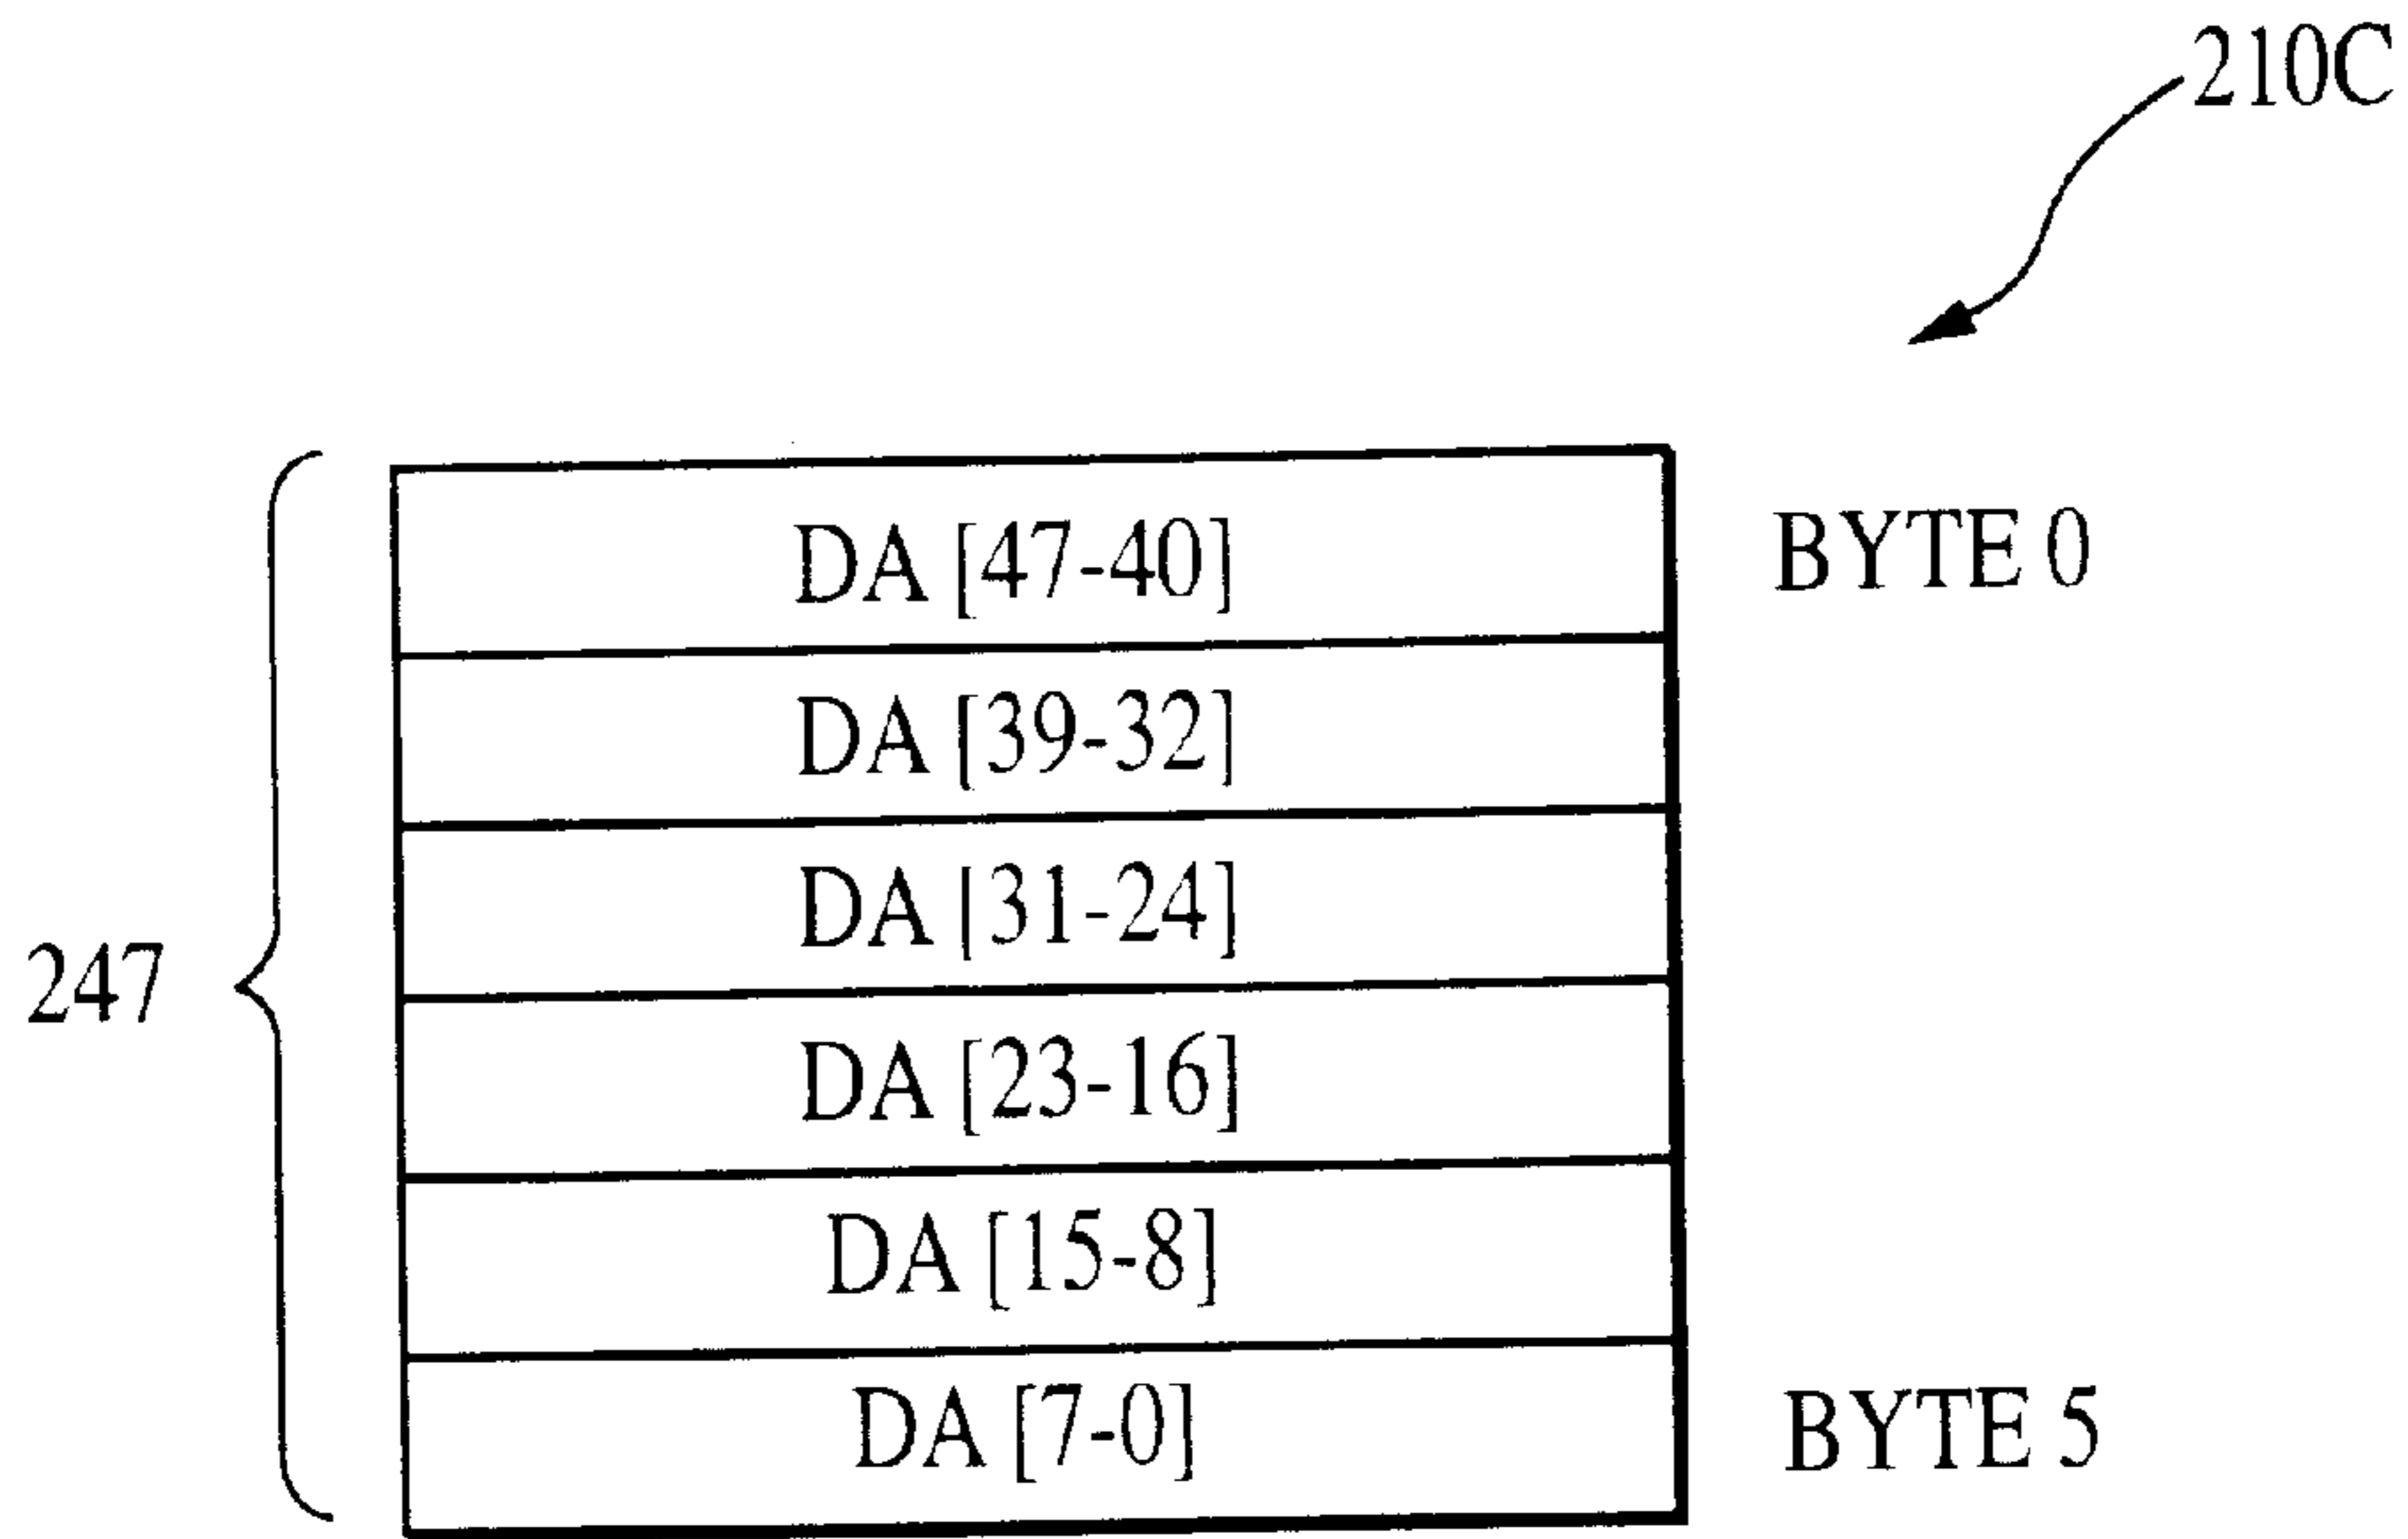 210C
DA [47-40] BYTE 0
DA [39-32]
DA [31-24]
247
DA [23-16]
DA [15-8]
DA [7-0] BYTE 5